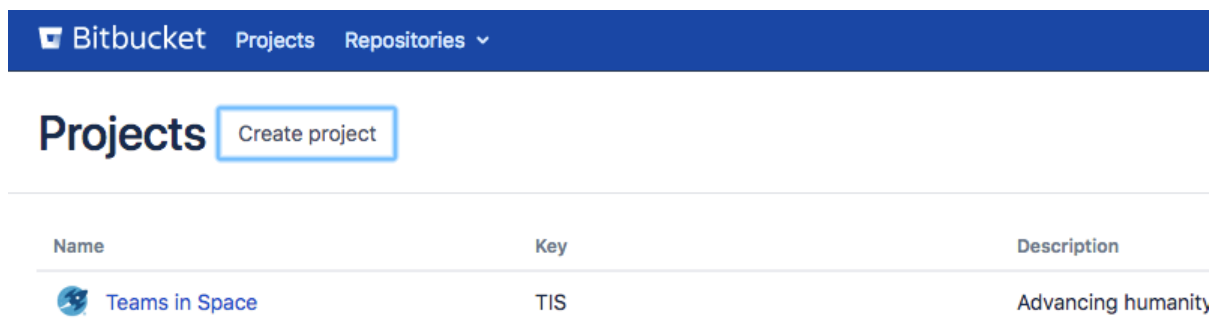 Bitbucket Projects Repositories
Projects Create project
Name Key Description
Teams in Space TIS Advancing humanity